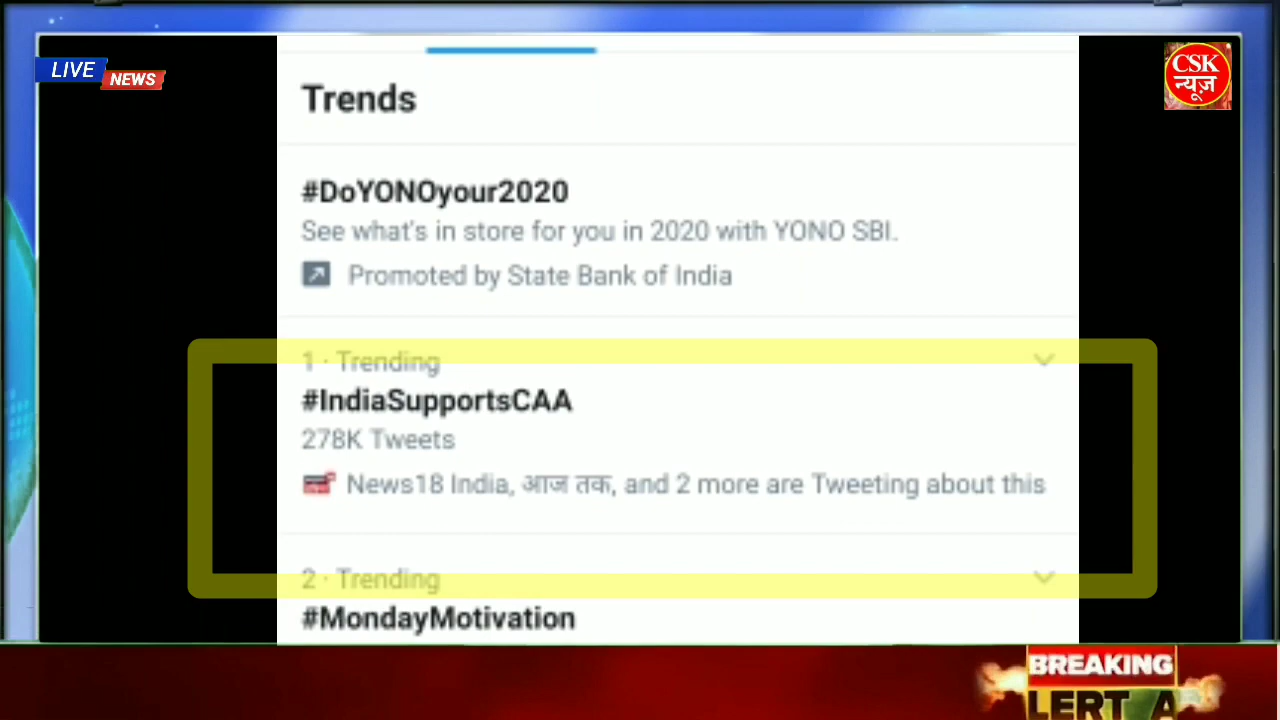 LIVE
NEWS
CSK
न्यूज़
Trends
#DoYONOyour2020
See what's in store for you in 2020 with YONO SBI.
Promoted by State Bank of India
1 · Trending
#IndiaSupportsCAA
278K Tweets
News18 India, आज तक, and 2 more are Tweeting about this
2 · Trending
#MondayMotivation
BREAKING
LERT A